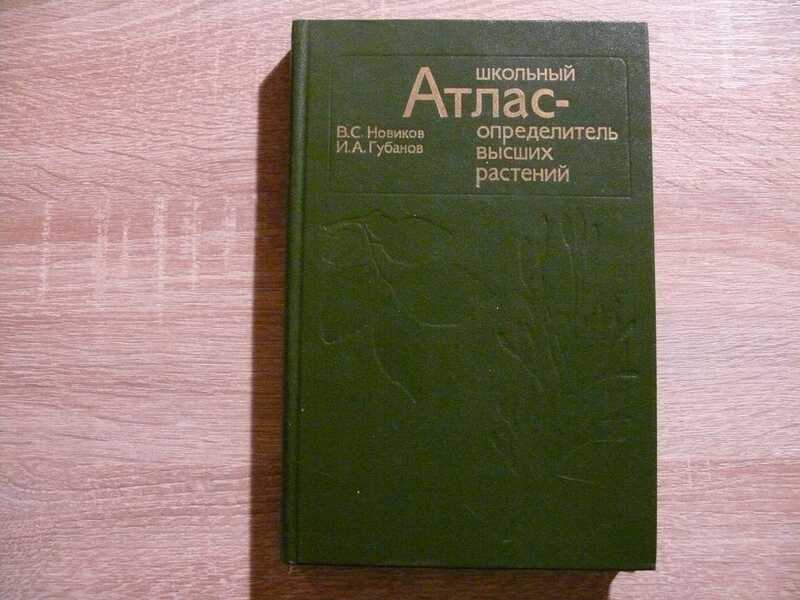 школьный
Атлас-
определитель
высших
растений
В.С. Новиков
И.А. Губанов